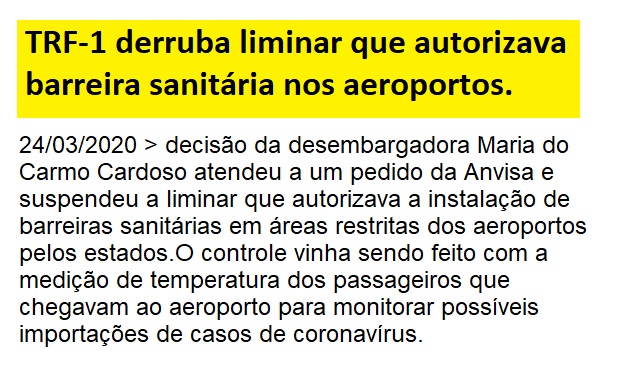 TRF-1 derruba liminar que autorizava
barreira sanitária nos aeroportos.
24/03/2020 > decisão da desembargadora Maria do
Carmo Cardoso atendeu a um pedido da Anvisa e
suspendeu a liminar que autorizava a instalação de
barreiras sanitárias em áreas restritas dos aeroportos
pelos estados.O controle vinha sendo feito com a
medição de temperatura dos passageiros que
chegavam ao aeroporto para monitorar possíveis
importações de casos de coronavírus.